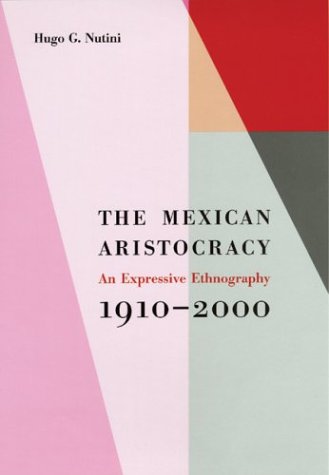 Hugo G. Nutini
THE MEXICAN
ARISTOCRACY
An Expressive Ethnography
1910–2000